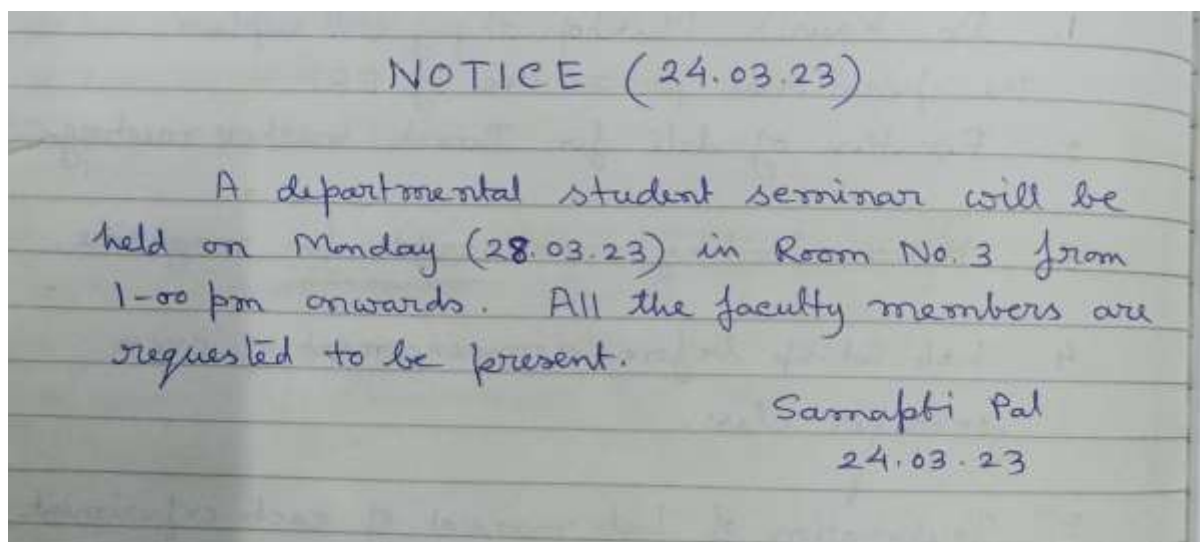 NOTICE (24.03.23)
A departmental student seminar will be
held on Monday (28.03.23) in Room No. 3 from
1-00 pm onwards. All the faculty members are
requested to be present.
Samapti Pal
24.03.23